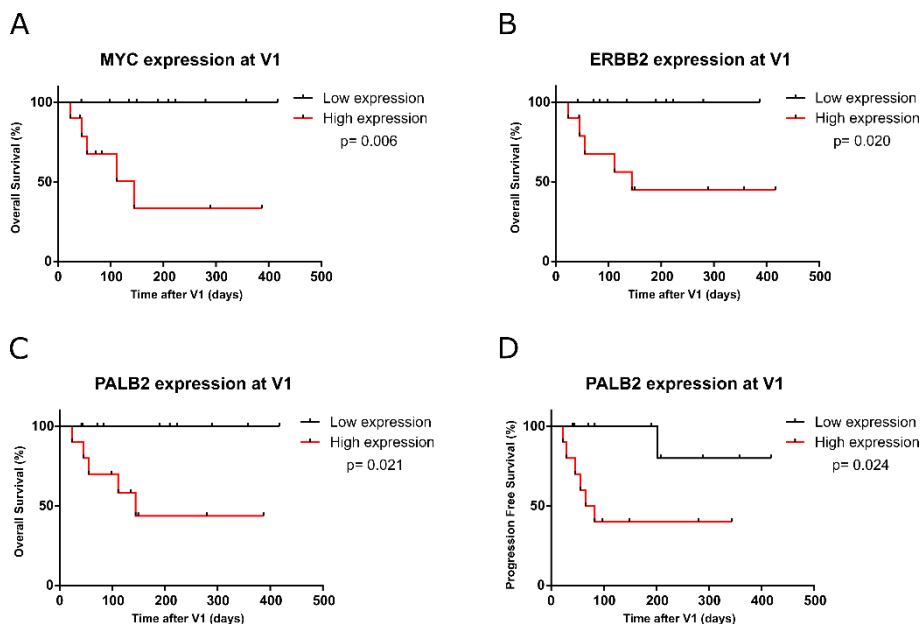 A
MYC expression at V1
Overall Survival (%)
100
50
0
0 100 200 300 400 500
Time after V1 (days)
Low expression
High expression
p= 0.006
B
ERBB2 expression at V1
Overall Survival (%)
100
50
0
0 100 200 300 400 500
Time after V1 (days)
Low expression
High expression
p= 0.020
C
PALB2 expression at V1
Overall Survival (%)
100
50
0
0 100 200 300 400 500
Time after V1 (days)
Low expression
High expression
p= 0.021
D
PALB2 expression at V1
Progression Free Survival (%)
100
50
0
0 100 200 300 400 500
Time after V1 (days)
Low expression
High expression
p= 0.024